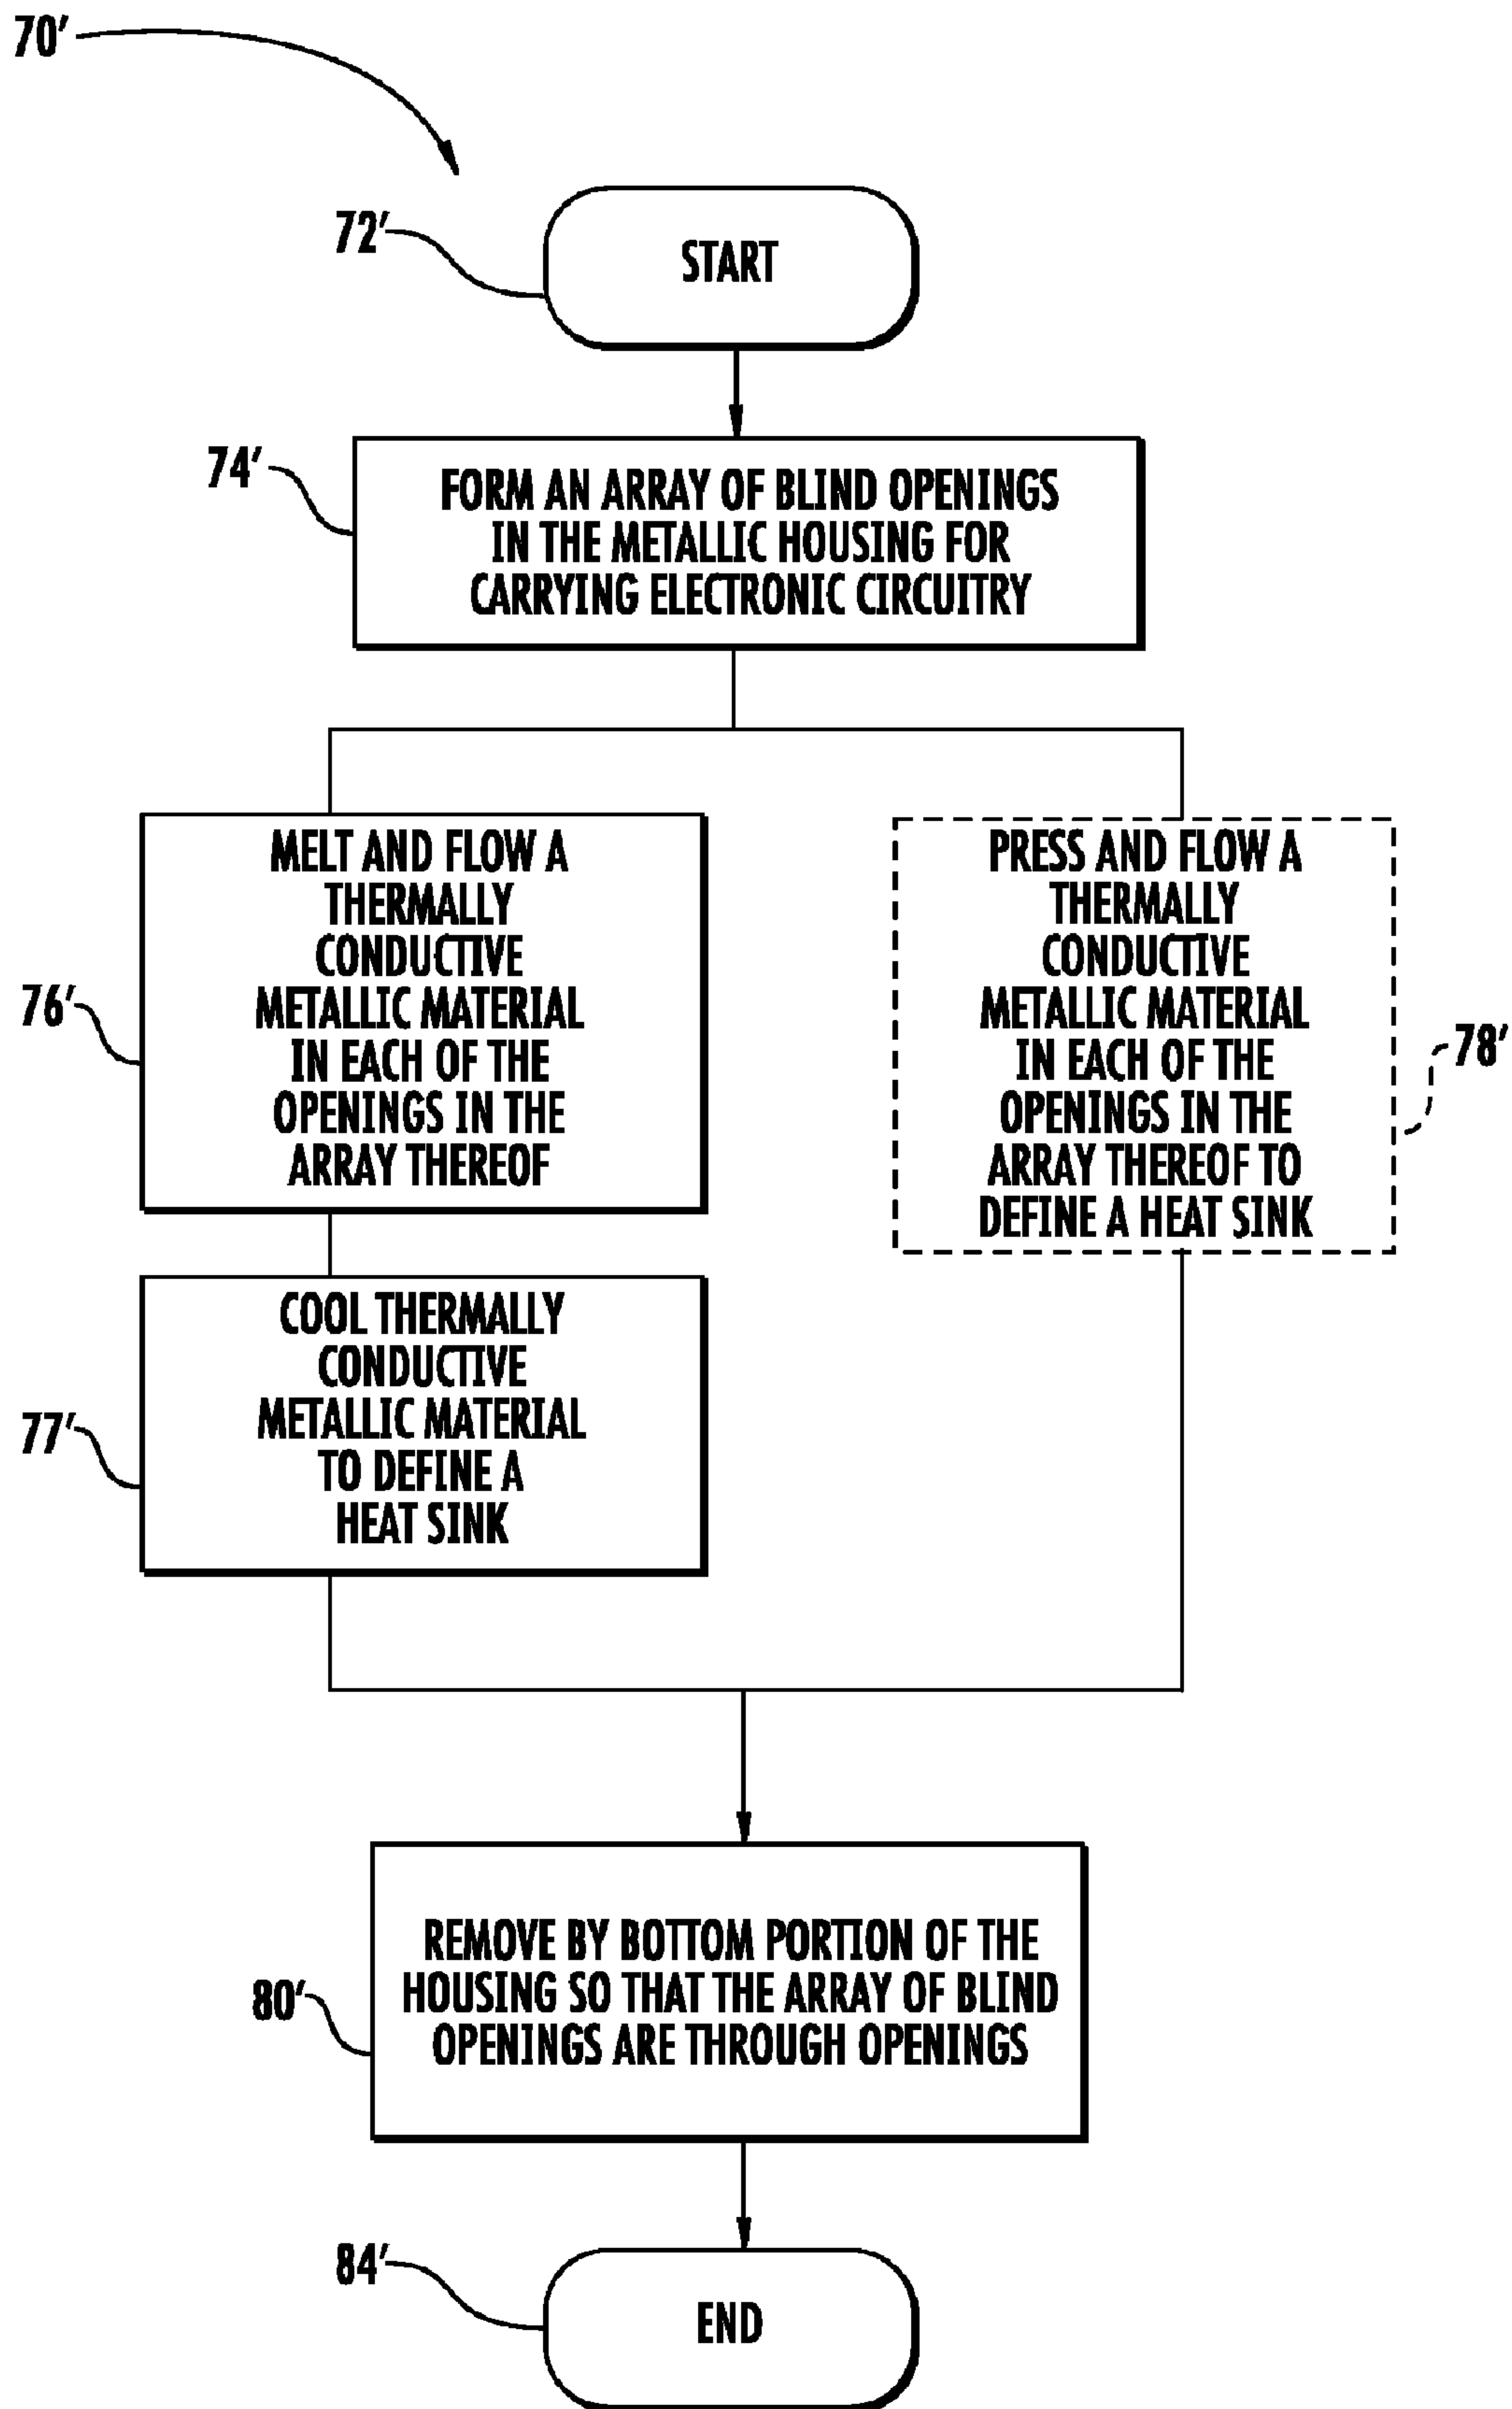 70′
72′
START
74′
FORM AN ARRAY OF BLIND OPENINGS
IN THE METALLIC HOUSING FOR
CARRYING ELECTRONIC CIRCUITRY
76′
MELT AND FLOW A
THERMALLY
CONDUCTIVE
METALLIC MATERIAL
IN EACH OF THE
OPENINGS IN THE
ARRAY THEREOF
PRESS AND FLOW A
THERMALLY
CONDUCTIVE
METALLIC MATERIAL
IN EACH OF THE
OPENINGS IN THE
ARRAY THEREOF TO
DEFINE A HEAT SINK
78′
77′
COOL THERMALLY
CONDUCTIVE
METALLIC MATERIAL
TO DEFINE A
HEAT SINK
80′
REMOVE BY BOTTOM PORTION OF THE
HOUSING SO THAT THE ARRAY OF BLIND
OPENINGS ARE THROUGH OPENINGS
84′
END